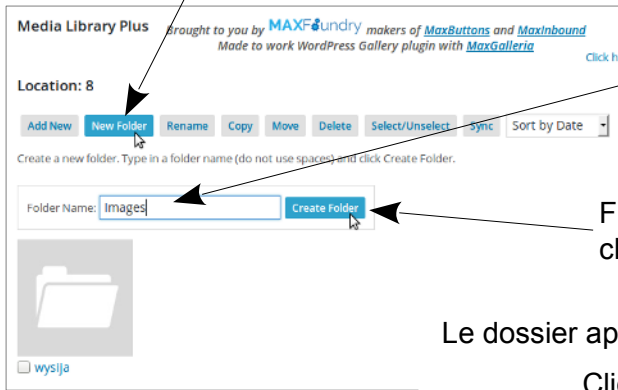 Media Library Plus
Brought to you by MAXFoundry makers of MaxButtons and MaxInbound
Made to work WordPress Gallery plugin with MaxGalleria
Click
Location: 8
Add New New Folder Rename Copy Move Delete Select/Unselect Sync Sort by Date
Create a new folder. Type in a folder name (do not use spaces) and click Create Folder.
Folder Name: Images Create Folder
Le dossier
wysija